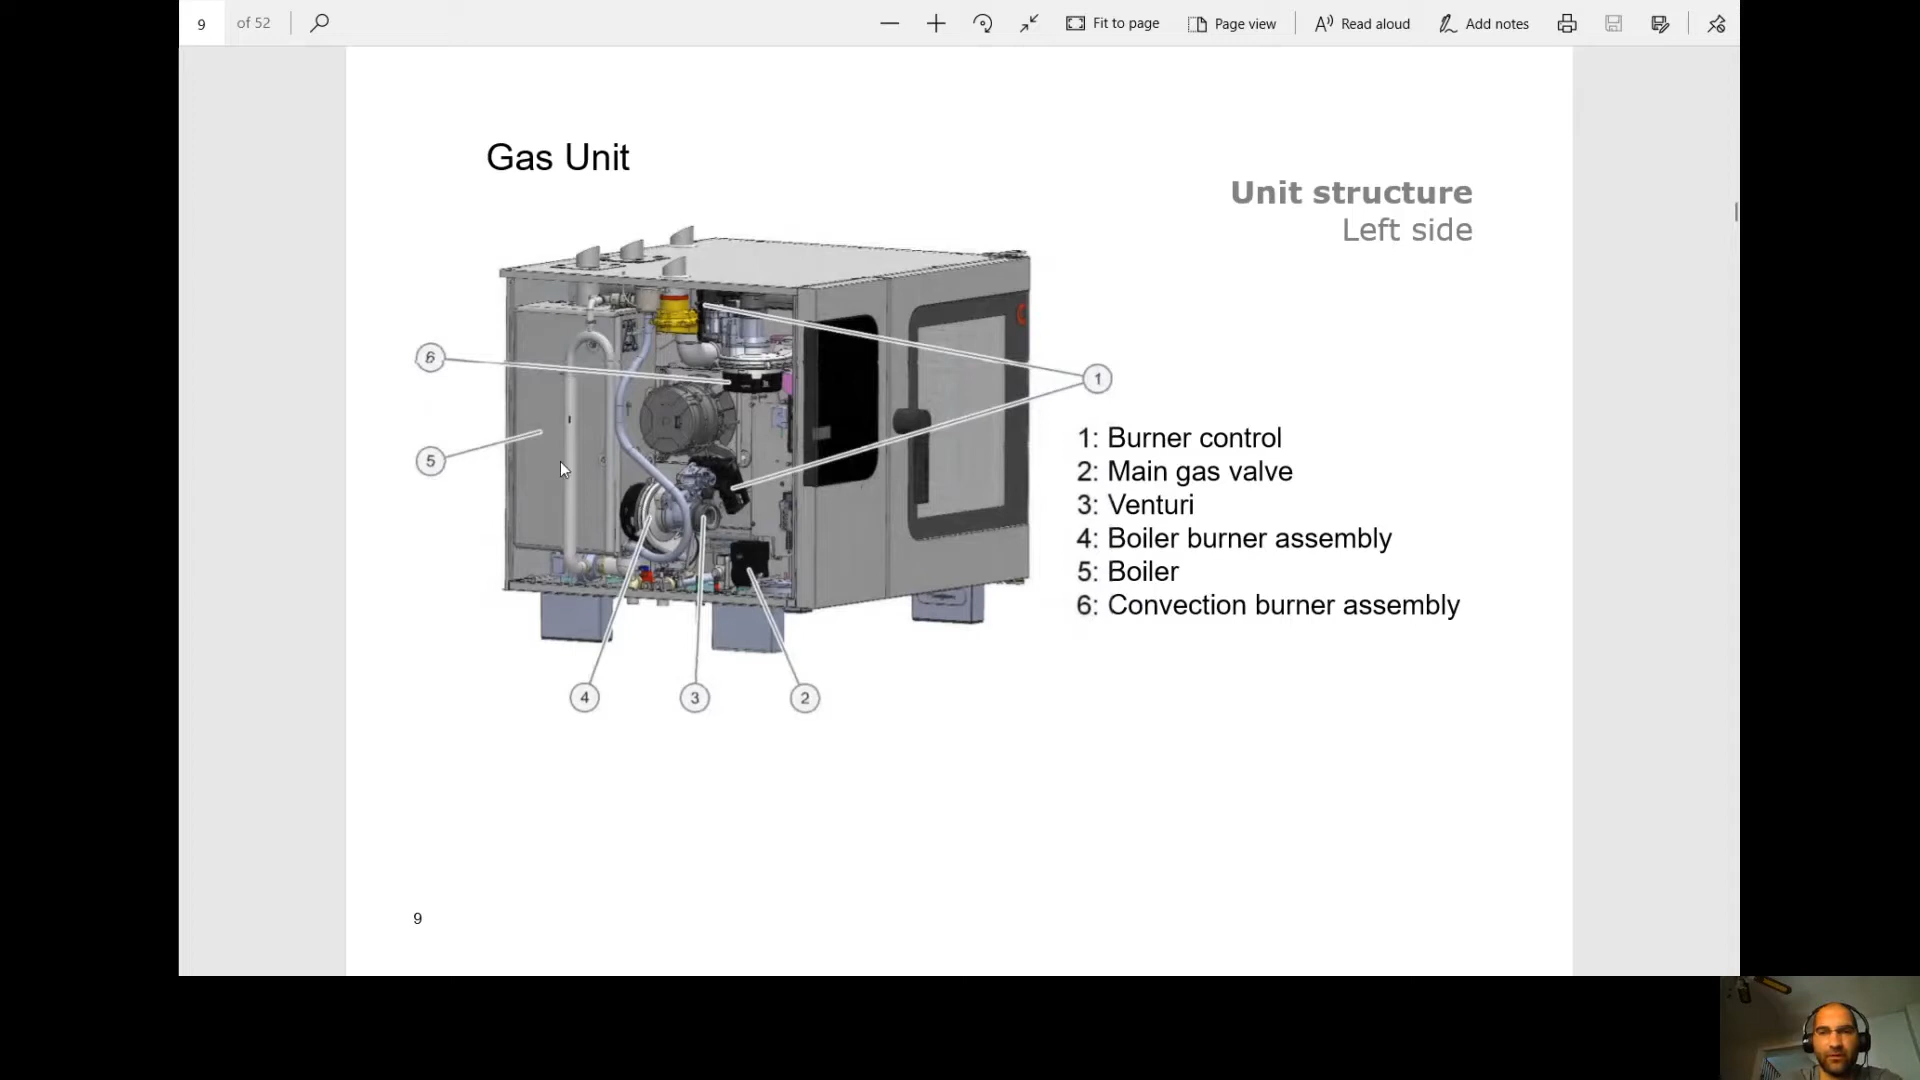 9 of 52 Fit to page Page view Read aloud Add notes
Gas Unit
Unit structure
Left side
6
1
5
1: Burner control
2: Main gas valve
3: Venturi
4: Boiler burner assembly
5: Boiler
6: Convection burner assembly
4 3 2
9